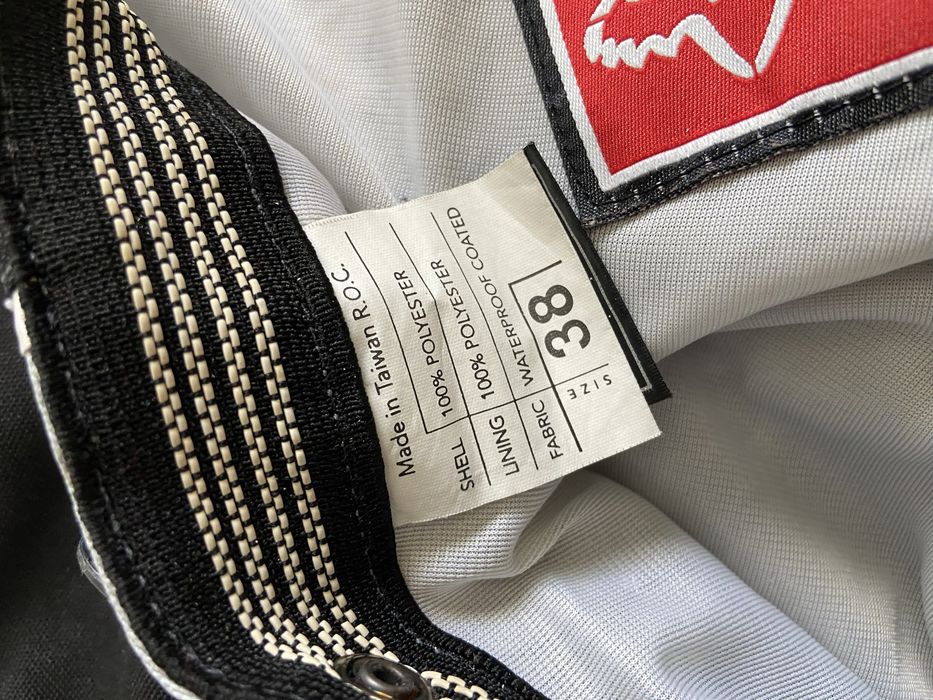 Made in Taiwan R.O.C.
SHELL 100% POLYESTER
LINING 100% POLYESTER
FABRIC WATERPROOF COATED
SIZE 38